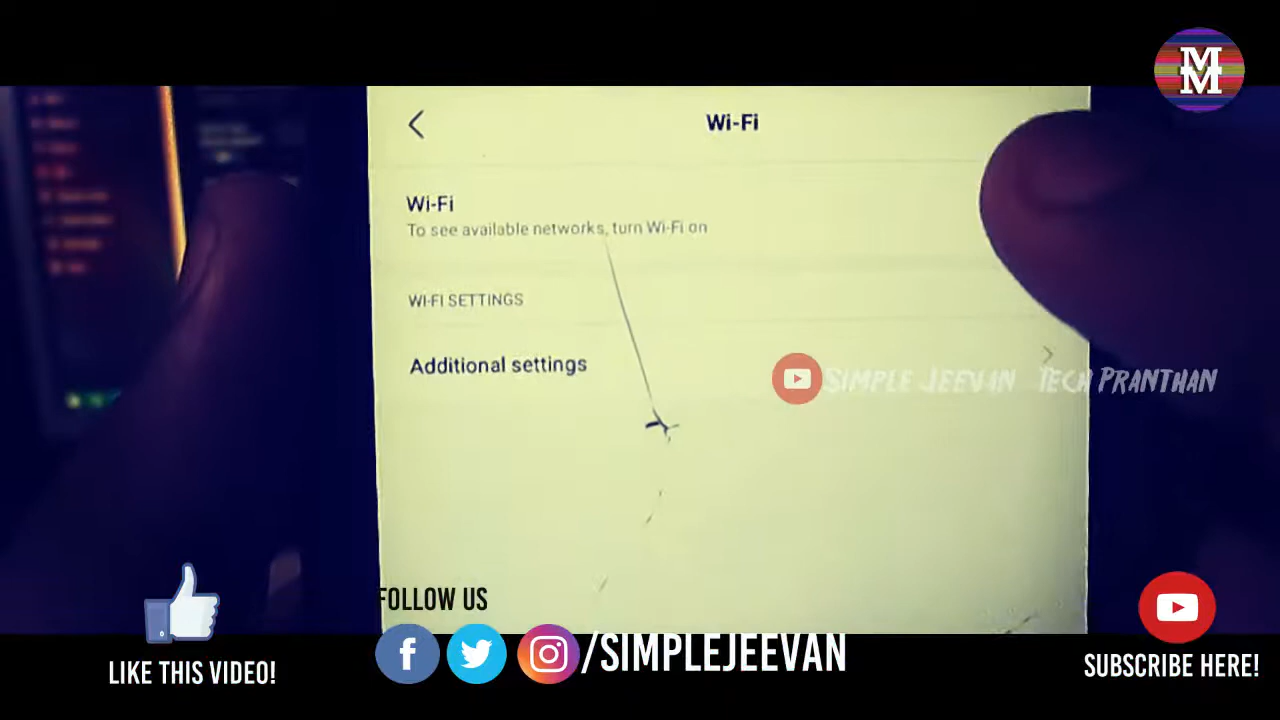 M
M
Wi-Fi
Wi-Fi
To see available networks, turn Wi-Fi on
WI-FI SETTINGS
Additional settings
SIMPLE JEEVAN TECH PRANTHAN
FOLLOW US
/SIMPLEJEEVAN
LIKE THIS VIDEO!
SUBSCRIBE HERE!